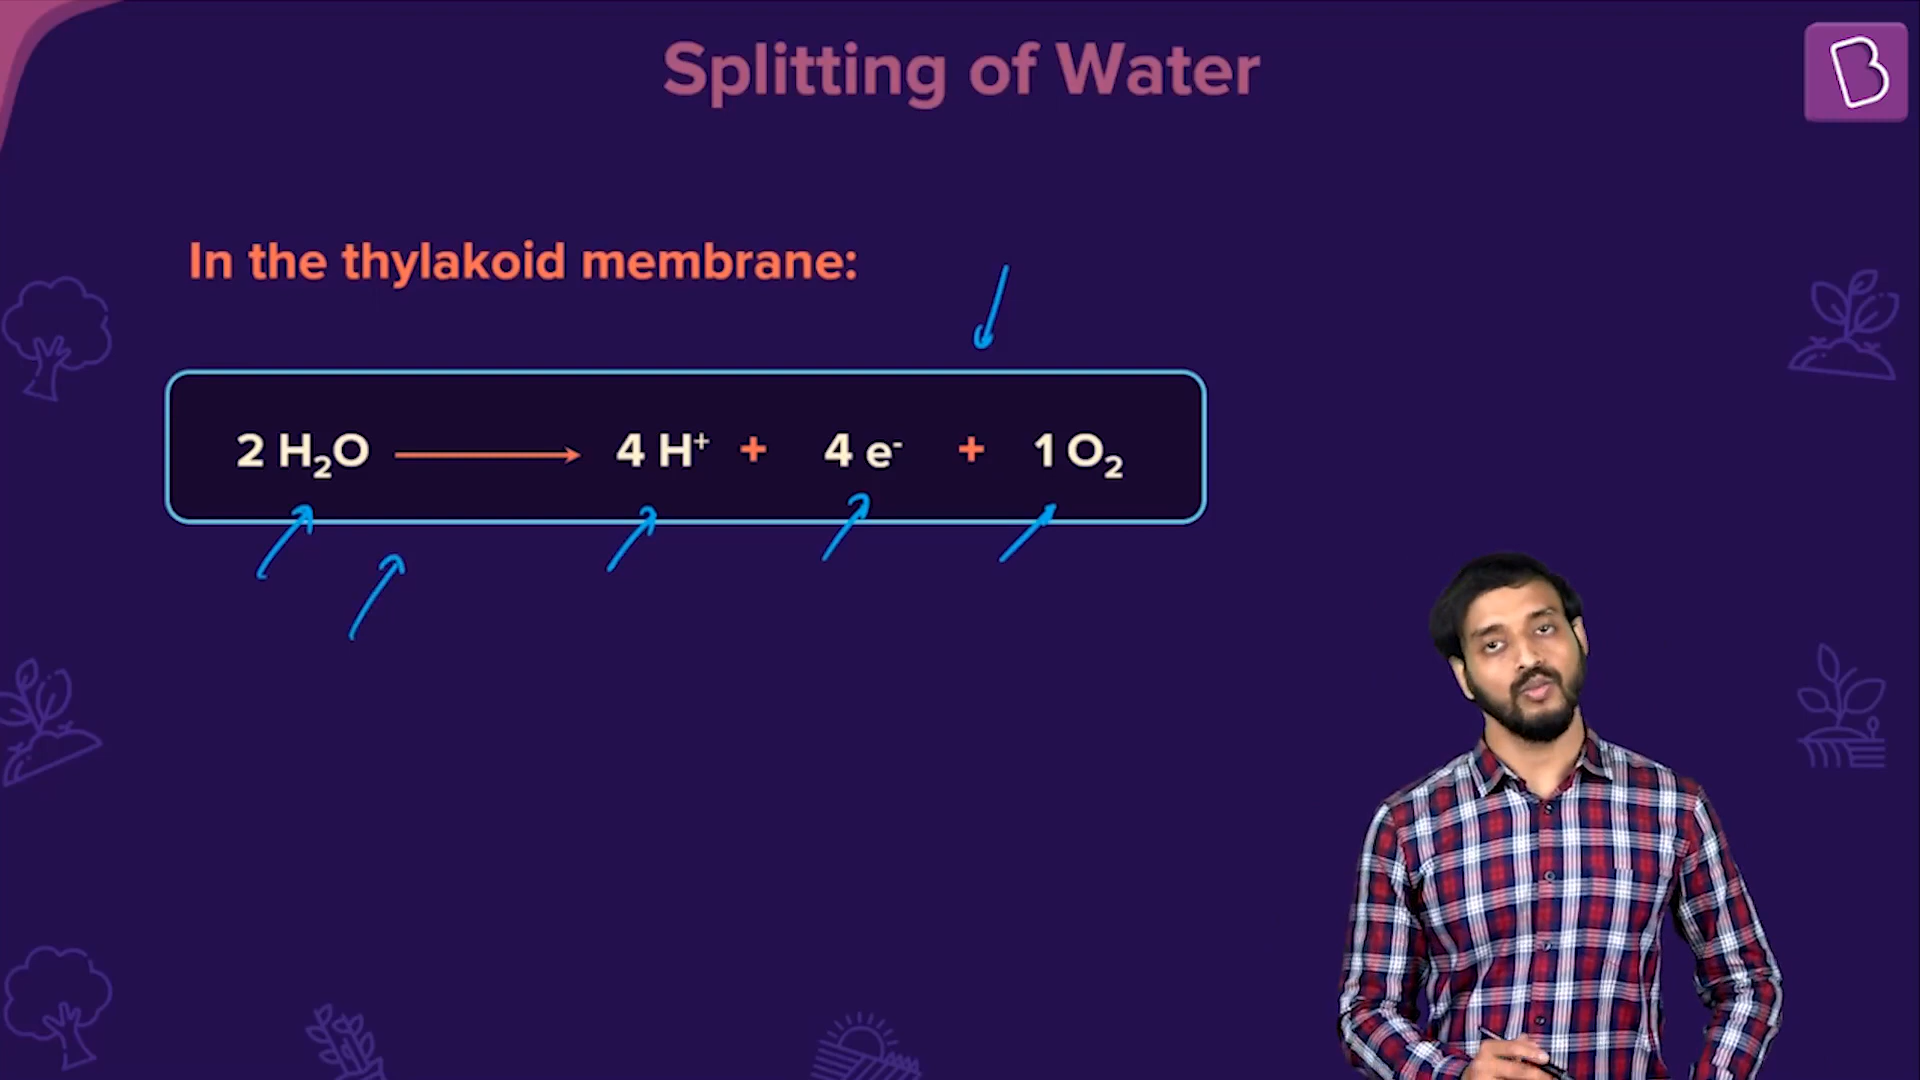 Splitting of Water
B
In the thylakoid membrane:
2 H₂O ⟶ 4 H⁺ + 4 e⁻ + 1 O₂